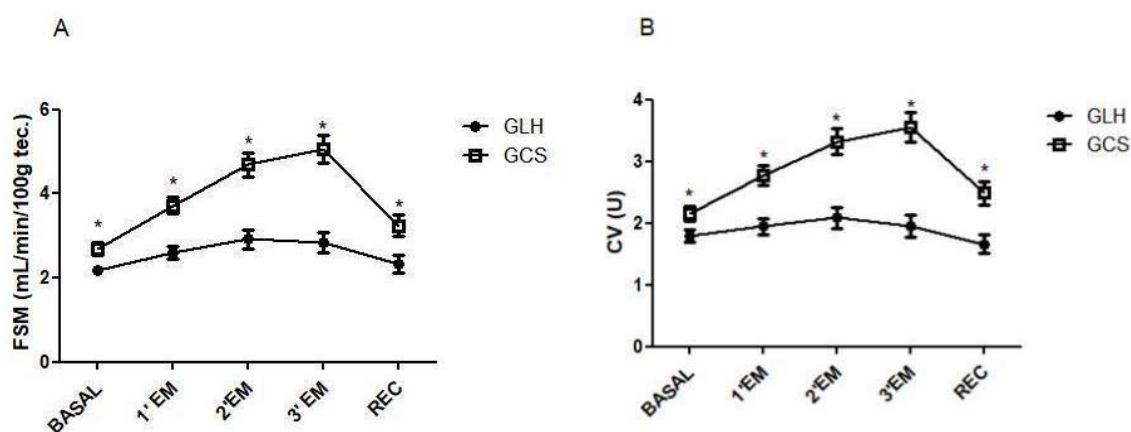 A
FSM (mL/min/100g tec.)
6
4
2
0
*
*
*
*
*
BASAL
1' EM
2'EM
3' EM
REC
GLH
GCS
B
CV (U)
4
3
2
1
0
*
*
*
*
*
BASAL
1'EM
2'EM
3'EM
REC
GLH
GCS